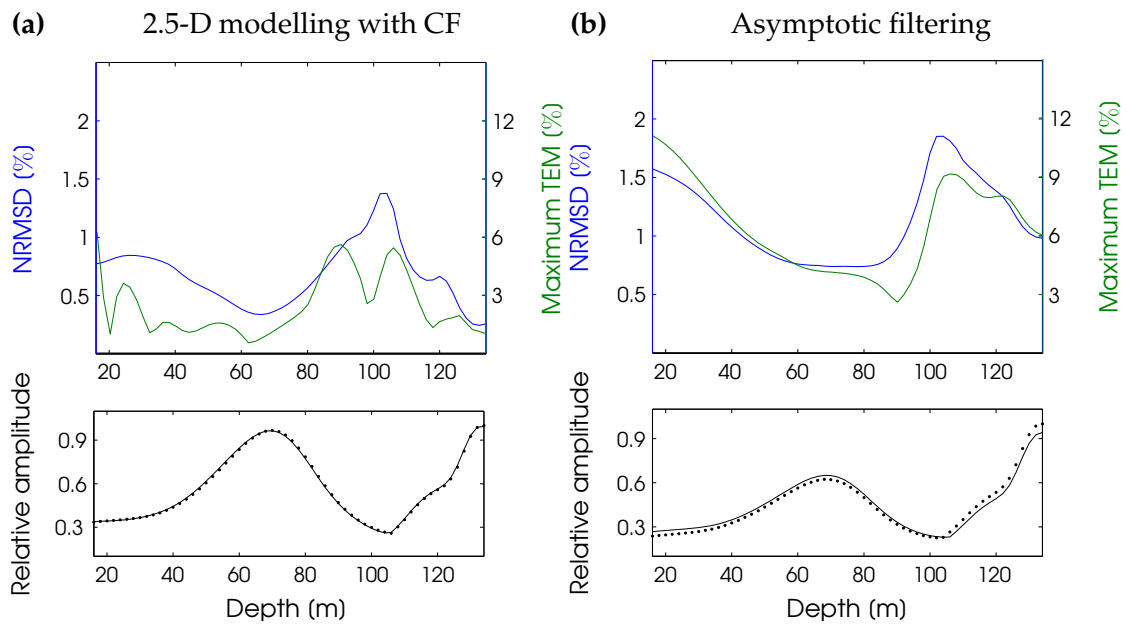 (a) 2.5-D modelling with CF
NRMSD (%)
2
1.5
1
0.5
12
9
6
3
Maximum TEM (%)
20 40 60 80 100 120
Relative amplitude
0.9
0.6
0.3
20 40 60 80 100 120
Depth (m)
(b) Asymptotic filtering
NRMSD (%)
2
1.5
1
0.5
12
9
6
3
Maximum TEM (%)
20 40 60 80 100 120
Relative amplitude
0.9
0.6
0.3
20 40 60 80 100 120
Depth (m)